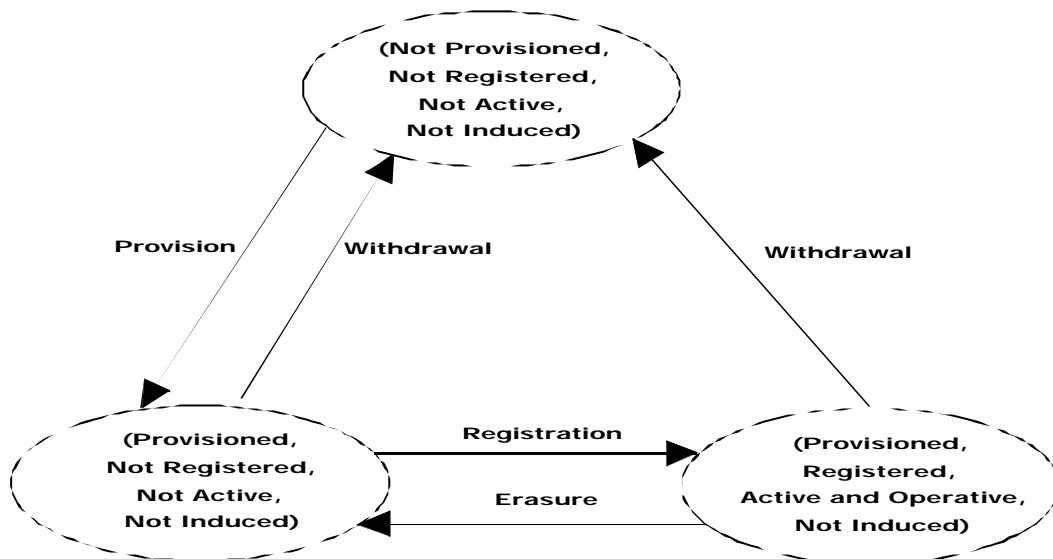 (Not Provisioned,
Not Registered,
Not Active,
Not Induced)
Provision
Withdrawal
Withdrawal
(Provisioned,
Not Registered,
Not Active,
Not Induced)
Registration
Erasure
(Provisioned,
Registered,
Active and Operative,
Not Induced)